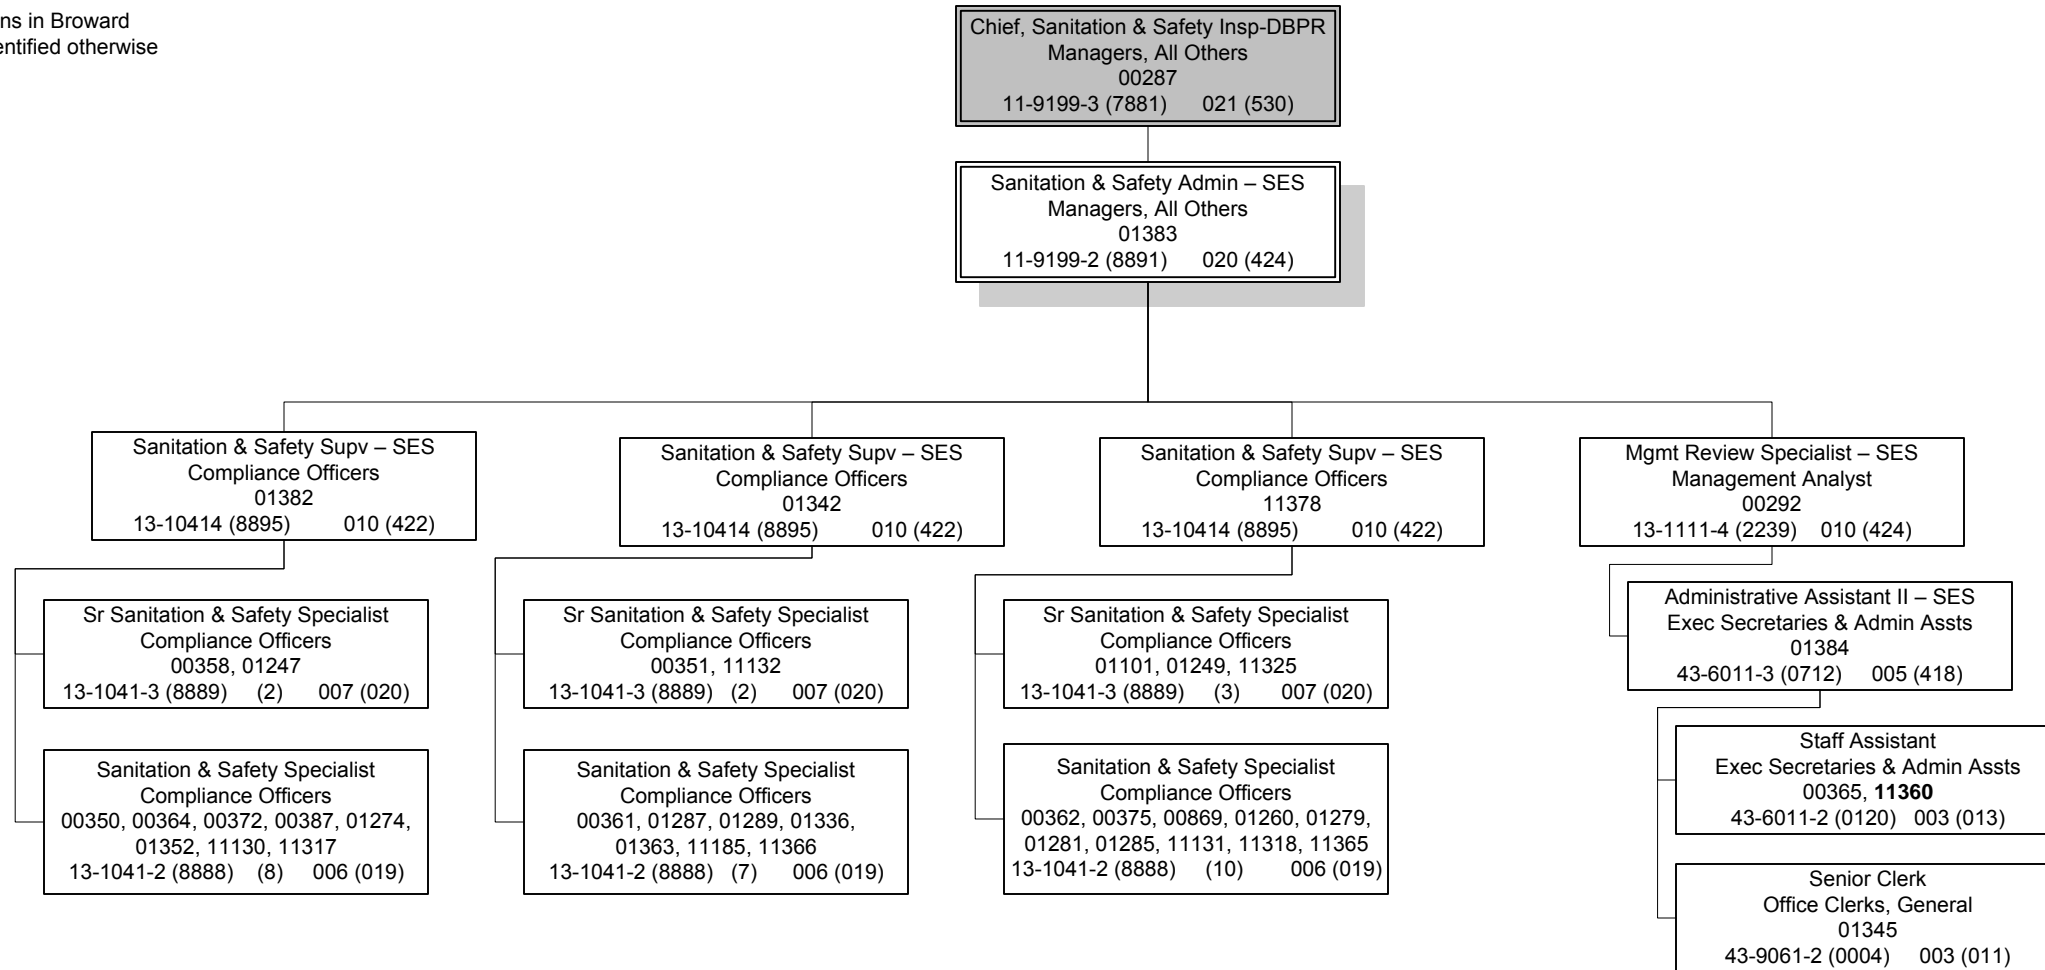 ns in Broward
entified otherwise
Chief, Sanitation & Safety Insp-DBPR
Managers, All Others
00287
11-9199-3 (7881) 021 (530)
Sanitation & Safety Admin – SES
Managers, All Others
01383
11-9199-2 (8891) 020 (424)
Sanitation & Safety Supv – SES
Compliance Officers
01382
13-10414 (8895) 010 (422)
Sr Sanitation & Safety Specialist
Compliance Officers
00358, 01247
13-1041-3 (8889) (2) 007 (020)
Sanitation & Safety Specialist
Compliance Officers
00350, 00364, 00372, 00387, 01274,
01352, 11130, 11317
13-1041-2 (8888) (8) 006 (019)
Sanitation & Safety Supv – SES
Compliance Officers
01342
13-10414 (8895) 010 (422)
Sr Sanitation & Safety Specialist
Compliance Officers
00351, 11132
13-1041-3 (8889) (2) 007 (020)
Sanitation & Safety Specialist
Compliance Officers
00361, 01287, 01289, 01336,
01363, 11185, 11366
13-1041-2 (8888) (7) 006 (019)
Sanitation & Safety Supv – SES
Compliance Officers
11378
13-10414 (8895) 010 (422)
Sr Sanitation & Safety Specialist
Compliance Officers
01101, 01249, 11325
13-1041-3 (8889) (3) 007 (020)
Sanitation & Safety Specialist
Compliance Officers
00362, 00375, 00869, 01260, 01279,
01281, 01285, 11131, 11318, 11365
13-1041-2 (8888) (10) 006 (019)
Mgmt Review Specialist – SES
Management Analyst
00292
13-1111-4 (2239) 010 (424)
Administrative Assistant II – SES
Exec Secretaries & Admin Assts
01384
43-6011-3 (0712) 005 (418)
Staff Assistant
Exec Secretaries & Admin Assts
00365, 11360
43-6011-2 (0120) 003 (013)
Senior Clerk
Office Clerks, General
01345
43-9061-2 (0004) 003 (011)